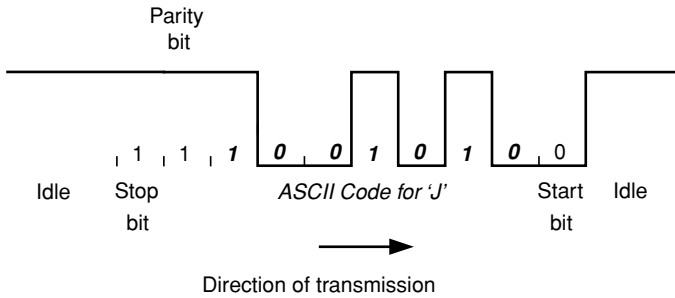 Parity
bit
1 1 1 0 0 1 0 1 0 0
Idle Stop bit ASCII Code for ‘J’ Start bit Idle
Direction of transmission